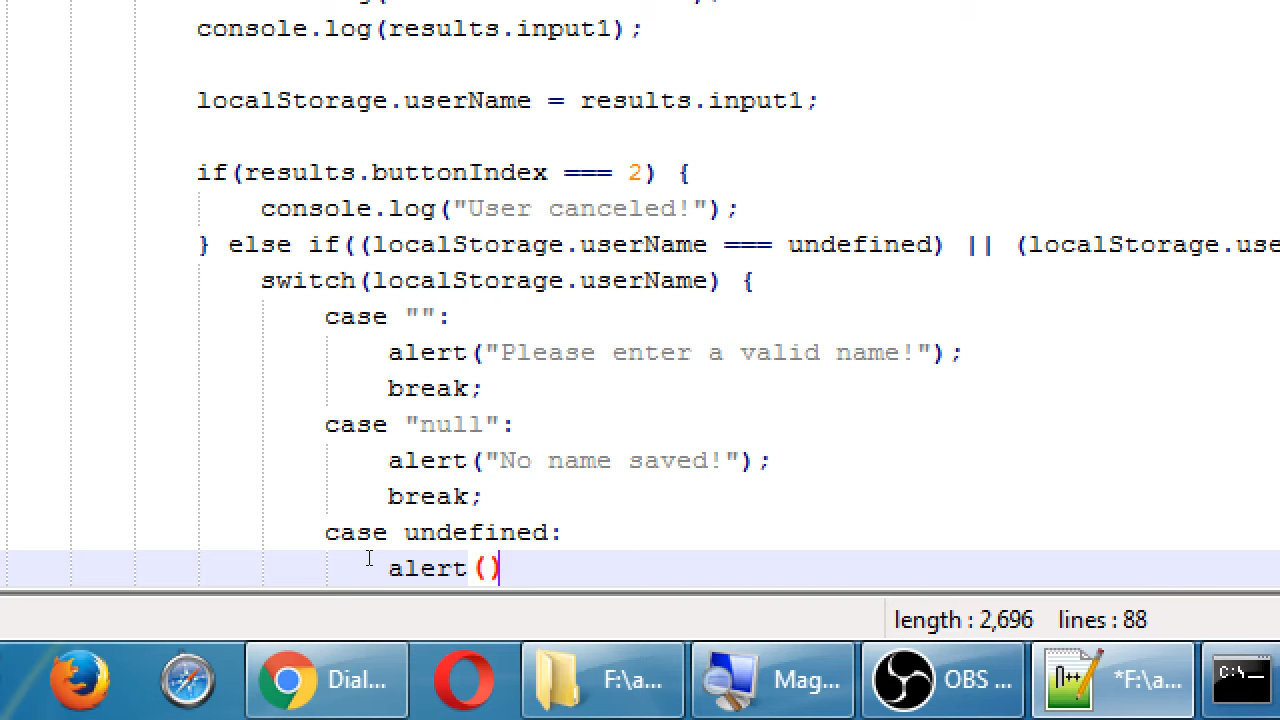 console.log(results.input1);
localStorage.userName = results.input1;
if(results.buttonIndex === 2) {
console.log("User canceled!");
} else if((localStorage.userName === undefined) || (localStorage.use
switch(localStorage.userName) {
case "":
alert("Please enter a valid name!");
break;
case "null":
alert("No name saved!");
break;
case undefined:
alert()
length : 2,696 lines : 88
Dial... F:\a... Mag... OBS ... *F:\a... C:\